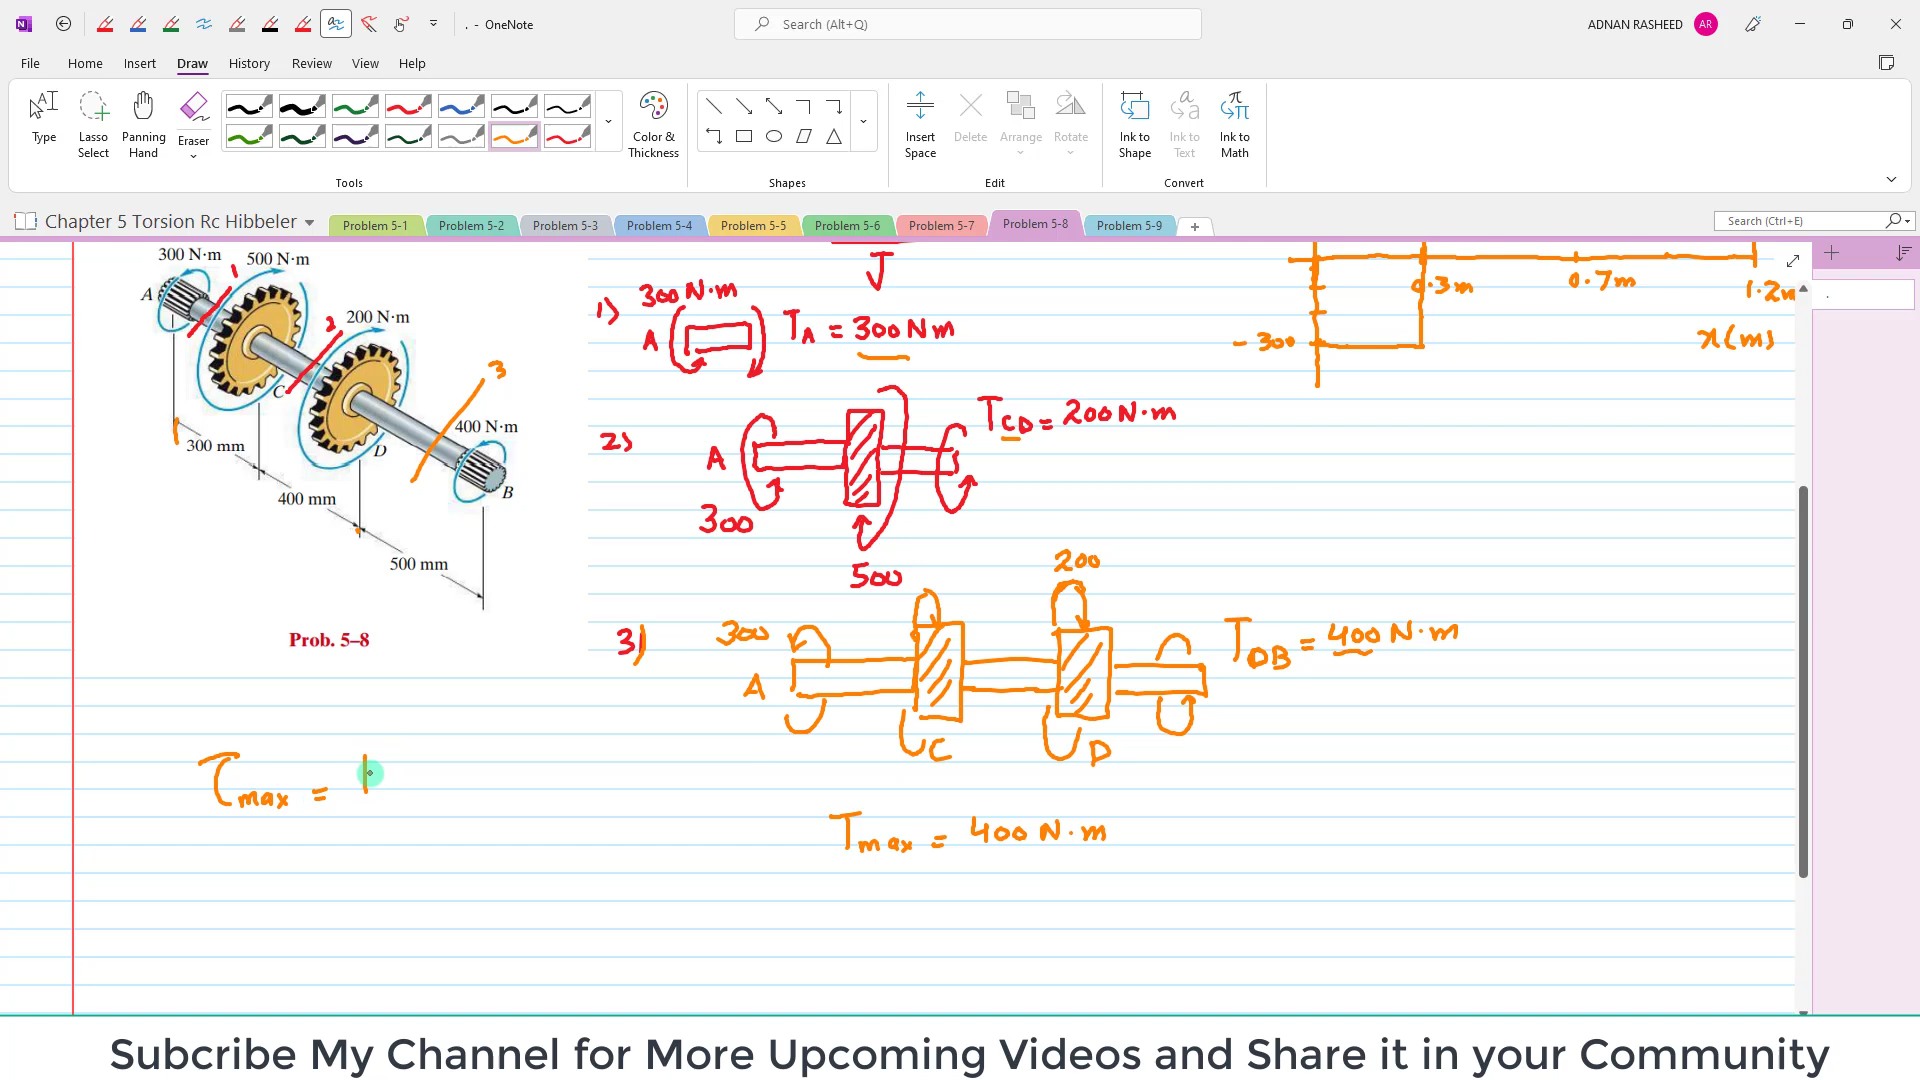 . - OneNote
Search (Alt+Q)
ADNAN RASHEED
AR
File Home Insert Draw History Review View Help
Type
Lasso Select
Panning Hand
Eraser
Color & Thickness
Insert Space
Delete
Arrange
Rotate
Ink to Shape
Ink to Text
Ink to Math
Tools
Shapes
Edit
Convert
Chapter 5 Torsion Rc Hibbeler
Problem 5-1
Problem 5-2
Problem 5-3
Problem 5-4
Problem 5-5
Problem 5-6
Problem 5-7
Problem 5-8
Problem 5-9
Search (Ctrl+E)
300 N·m
500 N·m
A
1
2
200 N·m
3
C
400 N·m
300 mm
D
B
400 mm
500 mm
Prob. 5–8
1) 300 N·m
A
T_A = 300 N m
2)
A
T_CD = 200 N·m
300
500
3)
300
200
A
C
D
T_DB = 400 N·m
0.3m
0.7m
1.2m
- 300
x(m)
τmax =
Tmax = 400 N·m
Subcribe My Channel for More Upcoming Videos and Share it in your Community